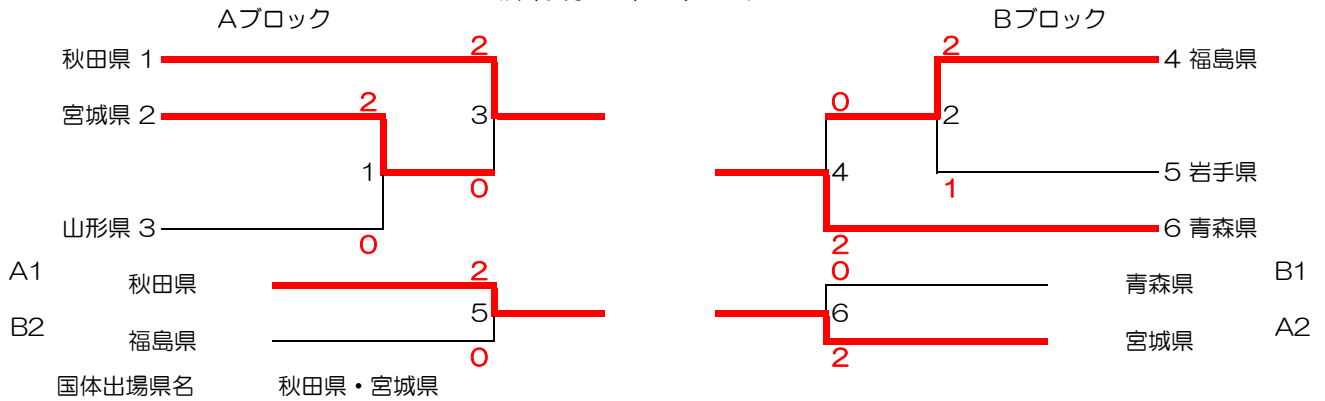 Aブロック Bブロック
2 2
秋田県 1 4 福島県
2 0
宮城県 2 3 2
1 4 5 岩手県
0 1
山形県 3 6 青森県
0 2
A1 秋田県 2 0 青森県 B1
5 6
B2 福島県 宮城県 A2
0 2
国体出場県名 秋田県・宮城県